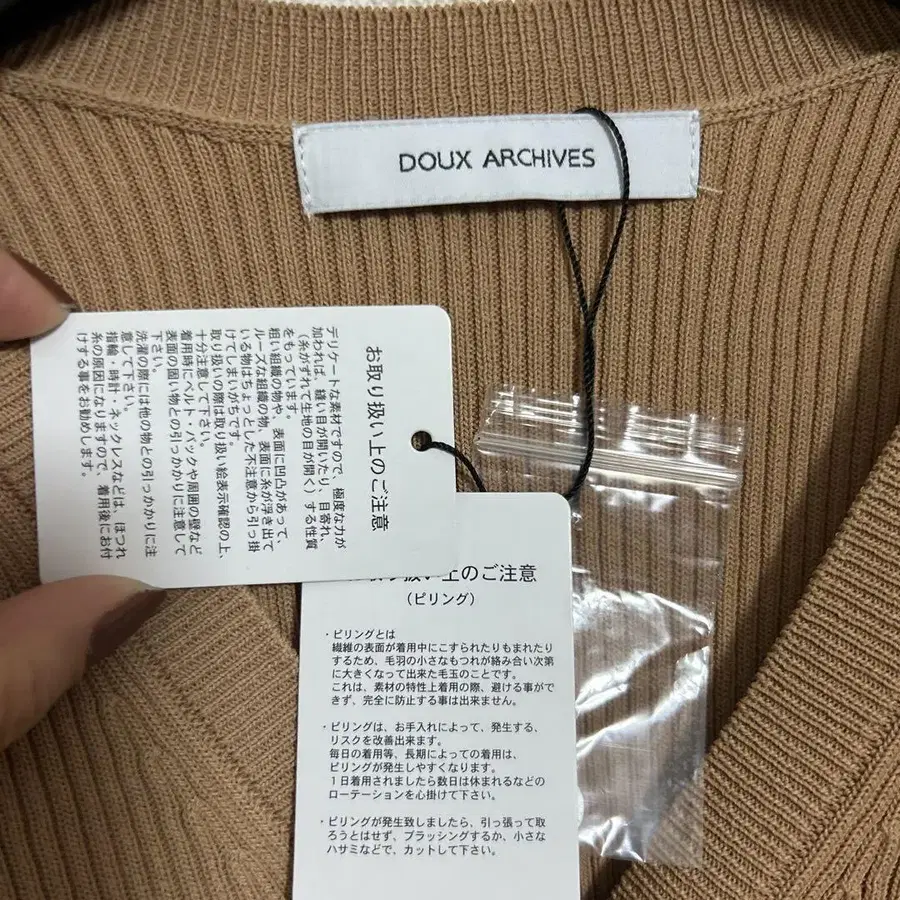 DOUX ARCHIVES
お取り扱い上のご注意
デリケートな素材ですので、極度な力が
加われば、縫い目が開いたり、目寄れ、
(糸がずれて生地の目が開く)する性質
をもっています。
粗い組織の物や、表面に凹凸があって、
ルーズな組織の物、表面に糸が浮き出て
いる物はちょっとした不注意から引っ掛
けてしまいがちです。
取り扱いの際は取り扱い絵表示確認の上、
十分注意して下さい。
着用時にベルト・バックや周囲の壁など
表面の固い物との引っかかりに注意して
下さい。
洗濯の際には他の物との引っかかりに注
意して下さい。
指輪・時計・ネックレスなどは、ほつれ
糸の原因になりますので、着用後にお付
けする事をお勧めします。
取り扱い上のご注意
(ピリング)
・ピリングとは
繊維の表面が着用中にこすられたりもまれたり
するため、毛羽の小さなもつれが絡み合い次第
に大きくなって出来た毛玉のことです。
これは、素材の特性上着用の際、避ける事がで
きず、完全に防止する事は出来ません。
・ピリングは、お手入れによって、発生する、
リスクを改善出来ます。
毎日の着用等、長期によっての着用は、
ピリングが発生しやすくなります。
1日着用されましたら数日は休まれるなどの
ローテーションを心掛けて下さい。
・ピリングが発生致しましたら、引っ張って取
ろうとはせず、ブラッシングするか、小さな
ハサミなどで、カットして下さい。